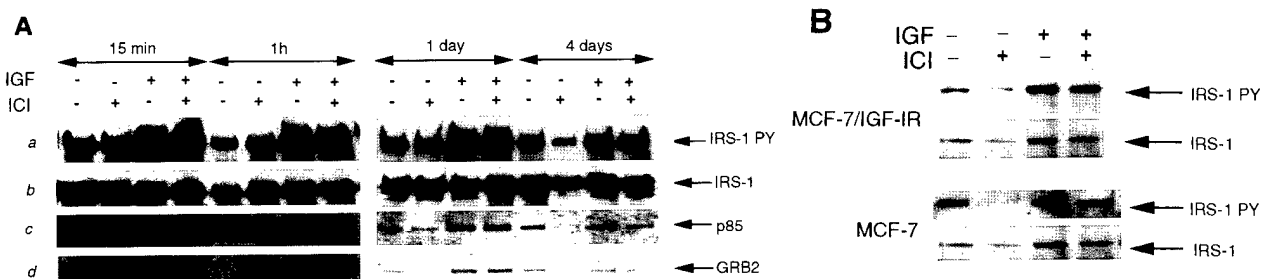 A
15 min 1h 1 day 4 days
IGF - - + + - - + + - - + + - - + +
ICI - + - + - + - + - + - + - + - +
a IRS-1 PY
b IRS-1
c p85
d GRB2
B
IGF - - + +
ICI - + - +
MCF-7/IGF-IR
IRS-1 PY
IRS-1
MCF-7
IRS-1 PY
IRS-1